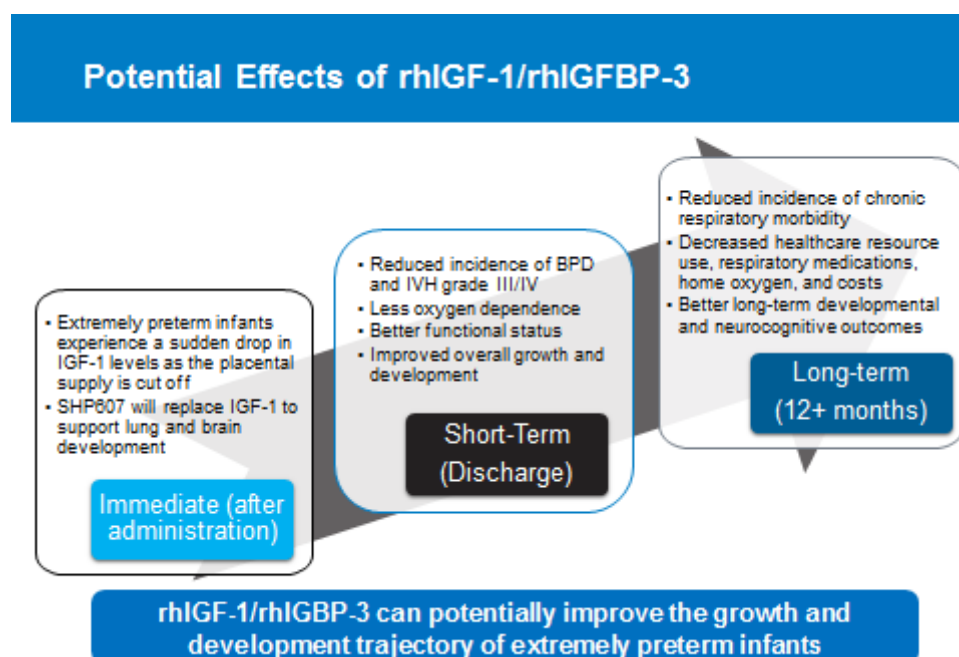 Potential Effects of rhIGF-1/rhIGFBP-3
• Extremely preterm infants
experience a sudden drop in
IGF-1 levels as the placental
supply is cut off
• SHP607 will replace IGF-1 to
support lung and brain
development
Immediate (after
administration)
• Reduced incidence of BPD
and IVH grade III/IV
• Less oxygen dependence
• Better functional status
• Improved overall growth and
development
Short-Term
(Discharge)
• Reduced incidence of chronic
respiratory morbidity
• Decreased healthcare resource
use, respiratory medications,
home oxygen, and costs
• Better long-term developmental
and neurocognitive outcomes
Long-term
(12+ months)
rhIGF-1/rhIGBP-3 can potentially improve the growth and
development trajectory of extremely preterm infants